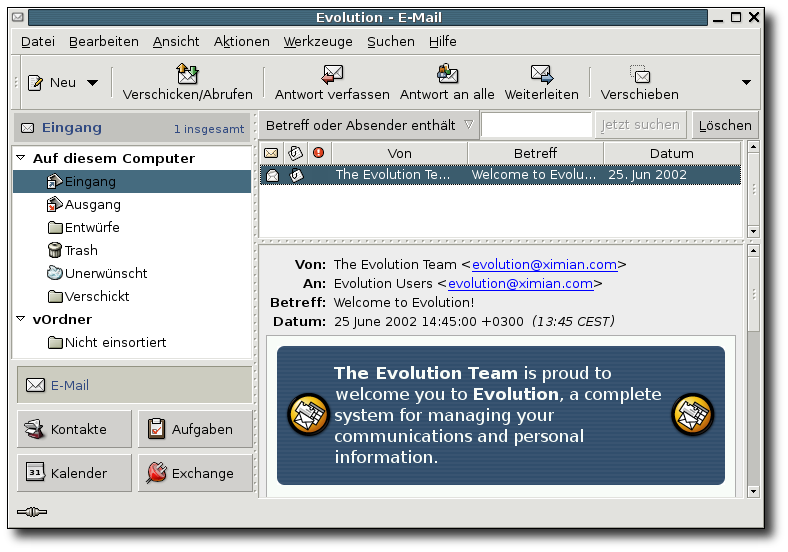 Evolution - E-Mail
Datei Bearbeiten Ansicht Aktionen Werkzeuge Suchen Hilfe
Neu Verschicken/Abrufen Antwort verfassen Antwort an alle Weiterleiten Verschieben
Eingang 1 insgesamt
Betreff oder Absender enthält Jetzt suchen Löschen
Auf diesem Computer
Eingang
Ausgang
Entwürfe
Trash
Unerwünscht
Verschickt
vOrdner
Nicht einsortiert
Von Betreff Datum
The Evolution Te... Welcome to Evolu... 25. Jun 2002
Von: The Evolution Team <evolution@ximian.com>
An: Evolution Users <evolution@ximian.com>
Betreff: Welcome to Evolution!
Datum: 25 June 2002 14:45:00 +0300 (13:45 CEST)
The Evolution Team is proud to
welcome you to Evolution, a complete
system for managing your
communications and personal
information.
E-Mail
Kontakte Aufgaben
31 Kalender Exchange